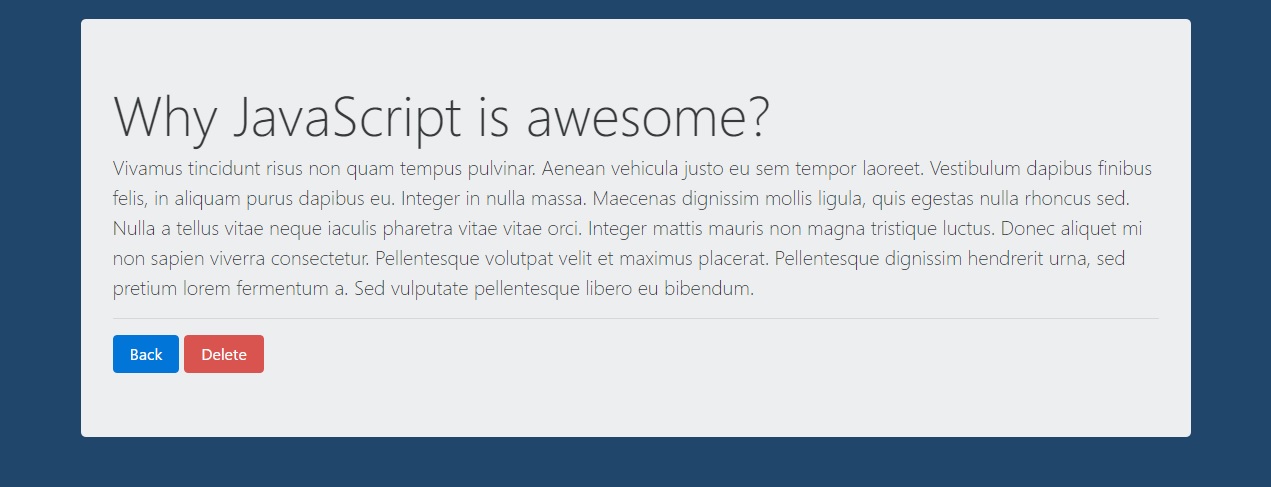 Why JavaScript is awesome?
Vivamus tincidunt risus non quam tempus pulvinar. Aenean vehicula justo eu sem tempor laoreet. Vestibulum dapibus finibus
felis, in aliquam purus dapibus eu. Integer in nulla massa. Maecenas dignissim mollis ligula, quis egestas nulla rhoncus sed.
Nulla a tellus vitae neque iaculis pharetra vitae vitae orci. Integer mattis mauris non magna tristique luctus. Donec aliquet mi
non sapien viverra consectetur. Pellentesque volutpat velit et maximus placerat. Pellentesque dignissim hendrerit urna, sed
pretium lorem fermentum a. Sed vulputate pellentesque libero eu bibendum.
Back Delete